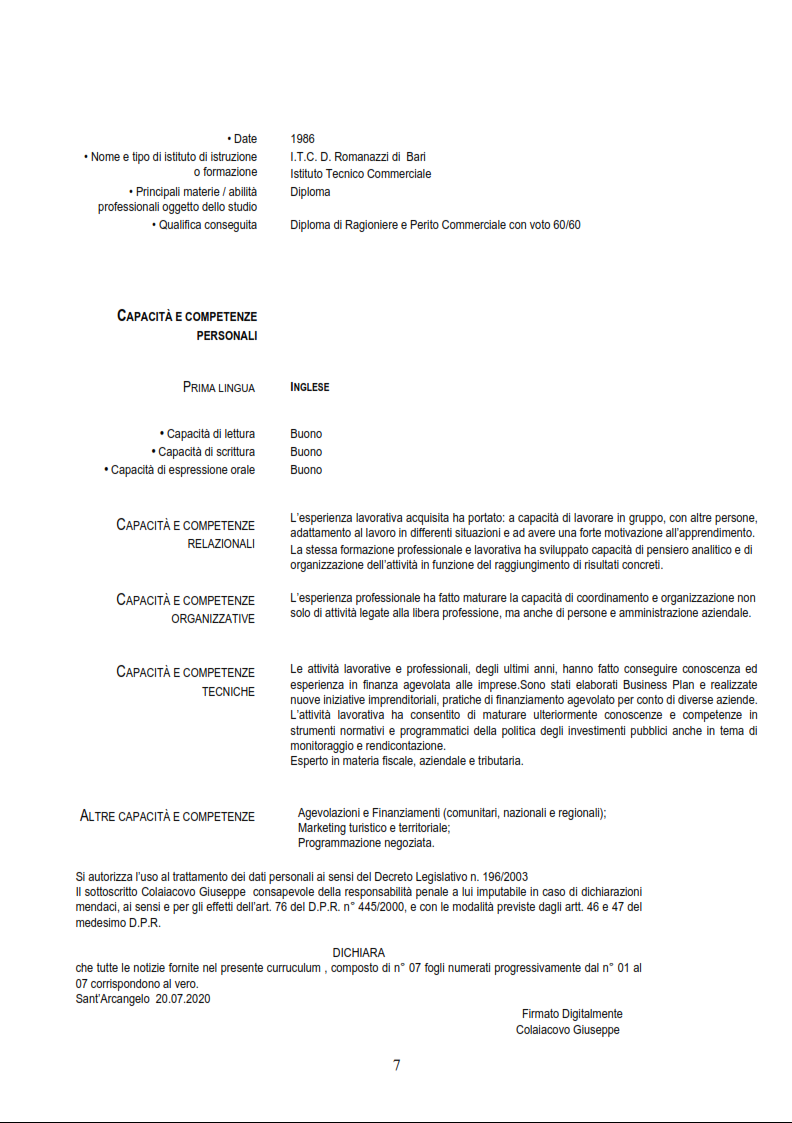 • Date 1986
• Nome e tipo di istituto di istruzione I.T.C. D. Romanazzi di Bari
o formazione Istituto Tecnico Commerciale
• Principali materie / abilità Diploma
professionali oggetto dello studio
• Qualifica conseguita Diploma di Ragioniere e Perito Commerciale con voto 60/60
CAPACITÀ E COMPETENZE
PERSONALI
PRIMA LINGUA INGLESE
• Capacità di lettura Buono
• Capacità di scrittura Buono
• Capacità di espressione orale Buono
CAPACITÀ E COMPETENZE
RELAZIONALI
L'esperienza lavorativa acquisita ha portato: a capacità di lavorare in gruppo, con altre persone,
adattamento al lavoro in differenti situazioni e ad avere una forte motivazione all'apprendimento.
La stessa formazione professionale e lavorativa ha sviluppato capacità di pensiero analitico e di
organizzazione dell'attività in funzione del raggiungimento di risultati concreti.
CAPACITÀ E COMPETENZE
ORGANIZZATIVE
L'esperienza professionale ha fatto maturare la capacità di coordinamento e organizzazione non
solo di attività legate alla libera professione, ma anche di persone e amministrazione aziendale.
CAPACITÀ E COMPETENZE
TECNICHE
Le attività lavorative e professionali, degli ultimi anni, hanno fatto conseguire conoscenza ed
esperienza in finanza agevolata alle imprese.Sono stati elaborati Business Plan e realizzate
nuove iniziative imprenditoriali, pratiche di finanziamento agevolato per conto di diverse aziende.
L'attività lavorativa ha consentito di maturare ulteriormente conoscenze e competenze in
strumenti normativi e programmatici della politica degli investimenti pubblici anche in tema di
monitoraggio e rendicontazione.
Esperto in materia fiscale, aziendale e tributaria.
ALTRE CAPACITÀ E COMPETENZE
Agevolazioni e Finanziamenti (comunitari, nazionali e regionali);
Marketing turistico e territoriale;
Programmazione negoziata.
Si autorizza l'uso al trattamento dei dati personali ai sensi del Decreto Legislativo n. 196/2003
Il sottoscritto Colaiacovo Giuseppe consapevole della responsabilità penale a lui imputabile in caso di dichiarazioni
mendaci, ai sensi e per gli effetti dell'art. 76 del D.P.R. n° 445/2000, e con le modalità previste dagli artt. 46 e 47 del
medesimo D.P.R.
DICHIARA
che tutte le notizie fornite nel presente curruculum , composto di n° 07 fogli numerati progressivamente dal n° 01 al
07 corrispondono al vero.
Sant'Arcangelo 20.07.2020
Firmato Digitalmente
Colaiacovo Giuseppe
7